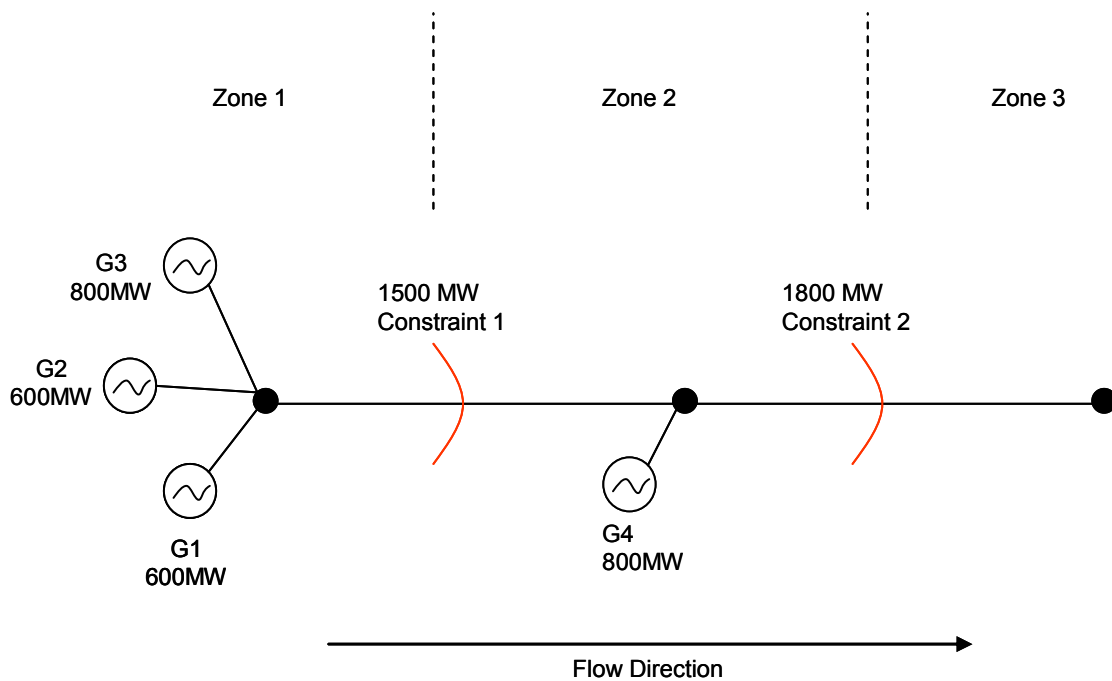 Zone 1
Zone 2
Zone 3
G3
800MW
1500 MW
Constraint 1
1800 MW
Constraint 2
G2
600MW
G4
800MW
G1
600MW
Flow Direction